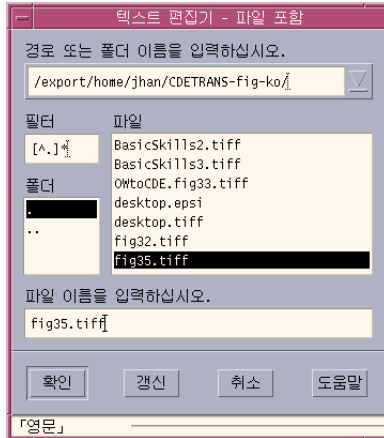 텍스트 편집기 - 파일 포함
경로 또는 폴더 이름을 입력하십시오.
/export/home/jhan/CDETRANS-fig-ko/
필터
파일
[^.]*
BasicSkills2.tiff
BasicSkills3.tiff
OWtoCDE.fig33.tiff
desktop.epsi
desktop.tiff
fig32.tiff
fig35.tiff
폴더
.
..
파일 이름을 입력하십시오.
fig35.tiff
확인
갱신
취소
도움말
「영문」